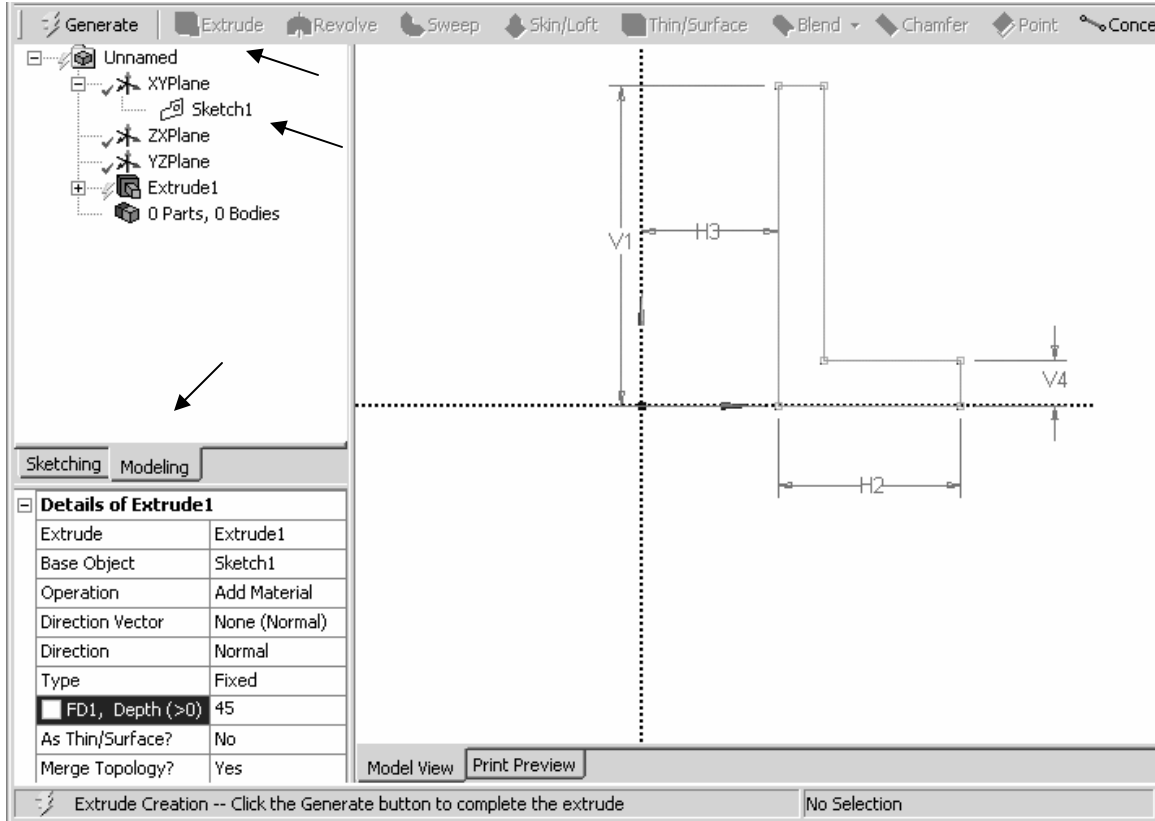 Generate Extrude Revolve Sweep Skin/Loft Thin/Surface Blend Chamfer Point Conce
Unnamed
XYPlane
Sketch1
ZXPlane
YZPlane
Extrude1
0 Parts, 0 Bodies
Sketching Modeling
Details of Extrude1
Extrude Extrude1
Base Object Sketch1
Operation Add Material
Direction Vector None (Normal)
Direction Normal
Type Fixed
FD1, Depth (>0) 45
As Thin/Surface? No
Merge Topology? Yes
V1
H3
V4
H2
Model View Print Preview
Extrude Creation -- Click the Generate button to complete the extrude No Selection